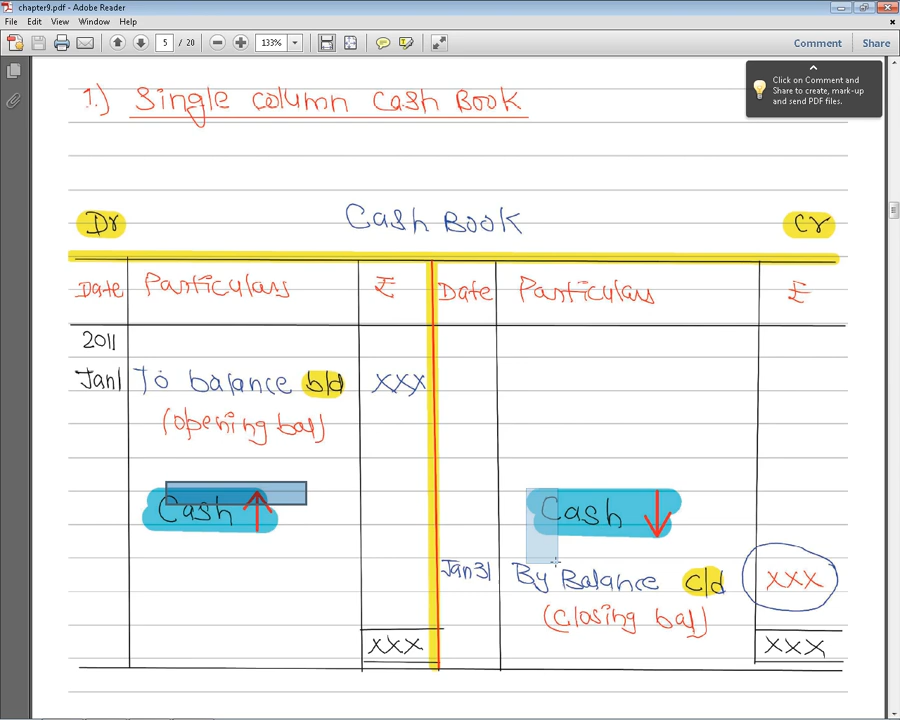 chapter9.pdf - Adobe Reader
File Edit View Window Help
5 / 20 133% Comment Share
Click on Comment and
Share to create, mark-up
and send PDF files.
1.) Single column Cash Book
Dr Cash Book Cr
Date Particulars ₹ Date Particulars ₹
2011
Jan1 To balance b/d xxx
(opening bal)
Cash ↑ Cash ↓
Jan 31 By Balance c/d xxx
(closing bal)
xxx xxx